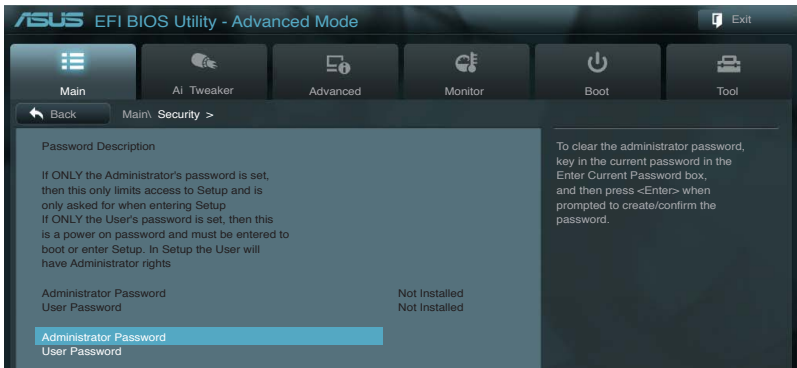 ASUS EFI BIOS Utility - Advanced Mode
Exit
Main
Ai Tweaker
Advanced
Monitor
Boot
Tool
Back
Main\ Security >
Password Description
If ONLY the Administrator's password is set,
then this only limits access to Setup and is
only asked for when entering Setup
If ONLY the User's password is set, then this
is a power on password and must be entered to
boot or enter Setup. In Setup the User will
have Administrator rights
Administrator Password Not Installed
User Password Not Installed
Administrator Password
User Password
To clear the administrator password,
key in the current password in the
Enter Current Password box,
and then press <Enter> when
prompted to create/confirm the
password.